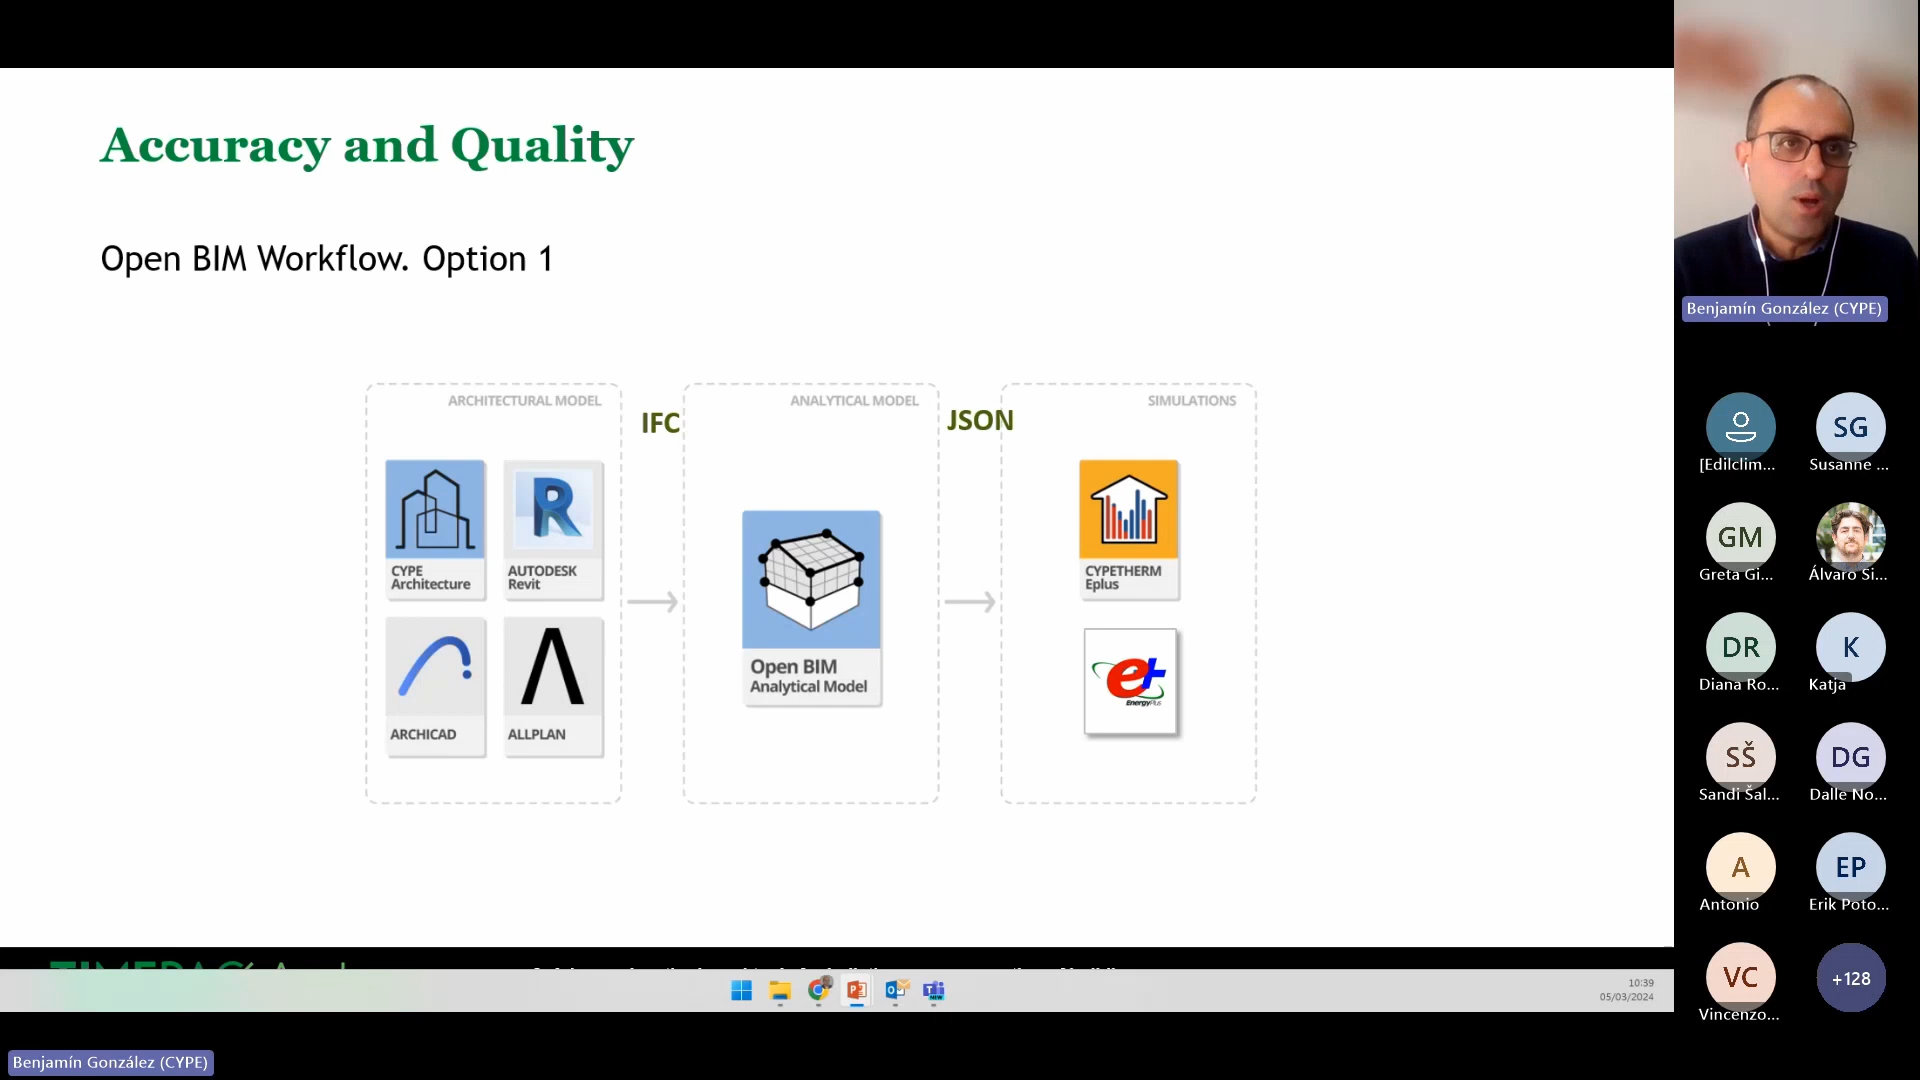 Accuracy and Quality
Open BIM Workflow. Option 1
ARCHITECTURAL MODEL
IFC
ANALYTICAL MODEL
JSON
SIMULATIONS
CYPE
Architecture
AUTODESK
Revit
ARCHICAD
ALLPLAN
Open BIM
Analytical Model
CYPETHERM
Eplus
e+
EnergyPlus
10:39
05/03/2024
Benjamín González (CYPE)
Benjamín González (CYPE)
[Edilclim...
SG
Susanne ...
GM
Greta Gi...
Álvaro Si...
DR
Diana Ro...
K
Katja
SŠ
Sandi Šal...
DG
Dalle No...
A
Antonio
EP
Erik Poto...
VC
Vincenzo...
+128